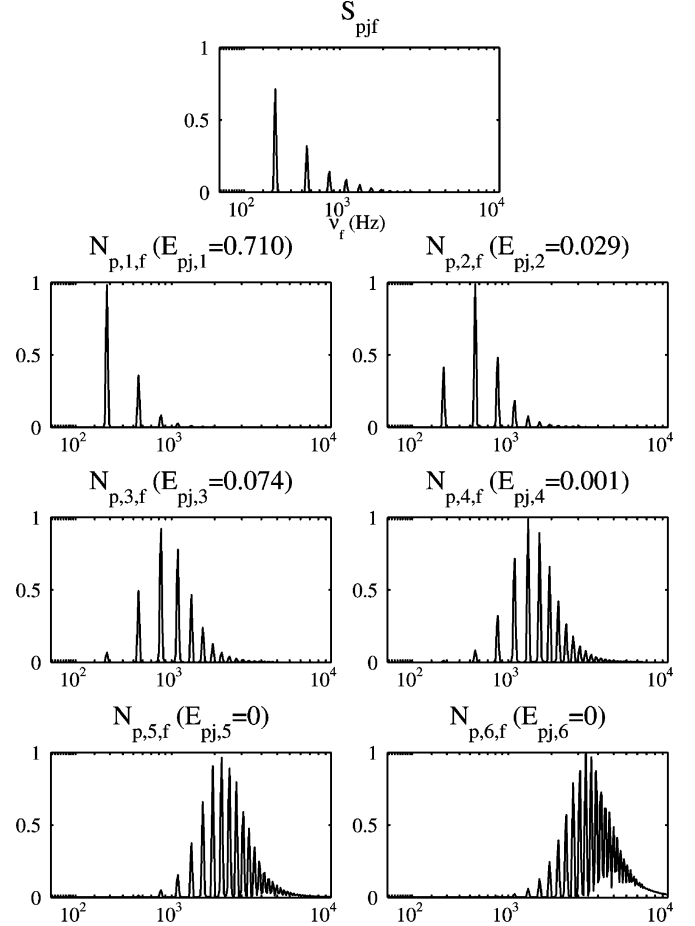 S_pjf
1
0.5
0
10^2 10^3 10^4
ν_f (Hz)
N_p,1,f (E_pj,1=0.710) N_p,2,f (E_pj,2=0.029)
1 1
0.5 0.5
0 0
10^2 10^3 10^4 10^2 10^3 10^4
N_p,3,f (E_pj,3=0.074) N_p,4,f (E_pj,4=0.001)
1 1
0.5 0.5
0 0
10^2 10^3 10^4 10^2 10^3 10^4
N_p,5,f (E_pj,5=0) N_p,6,f (E_pj,6=0)
1 1
0.5 0.5
0 0
10^2 10^3 10^4 10^2 10^3 10^4